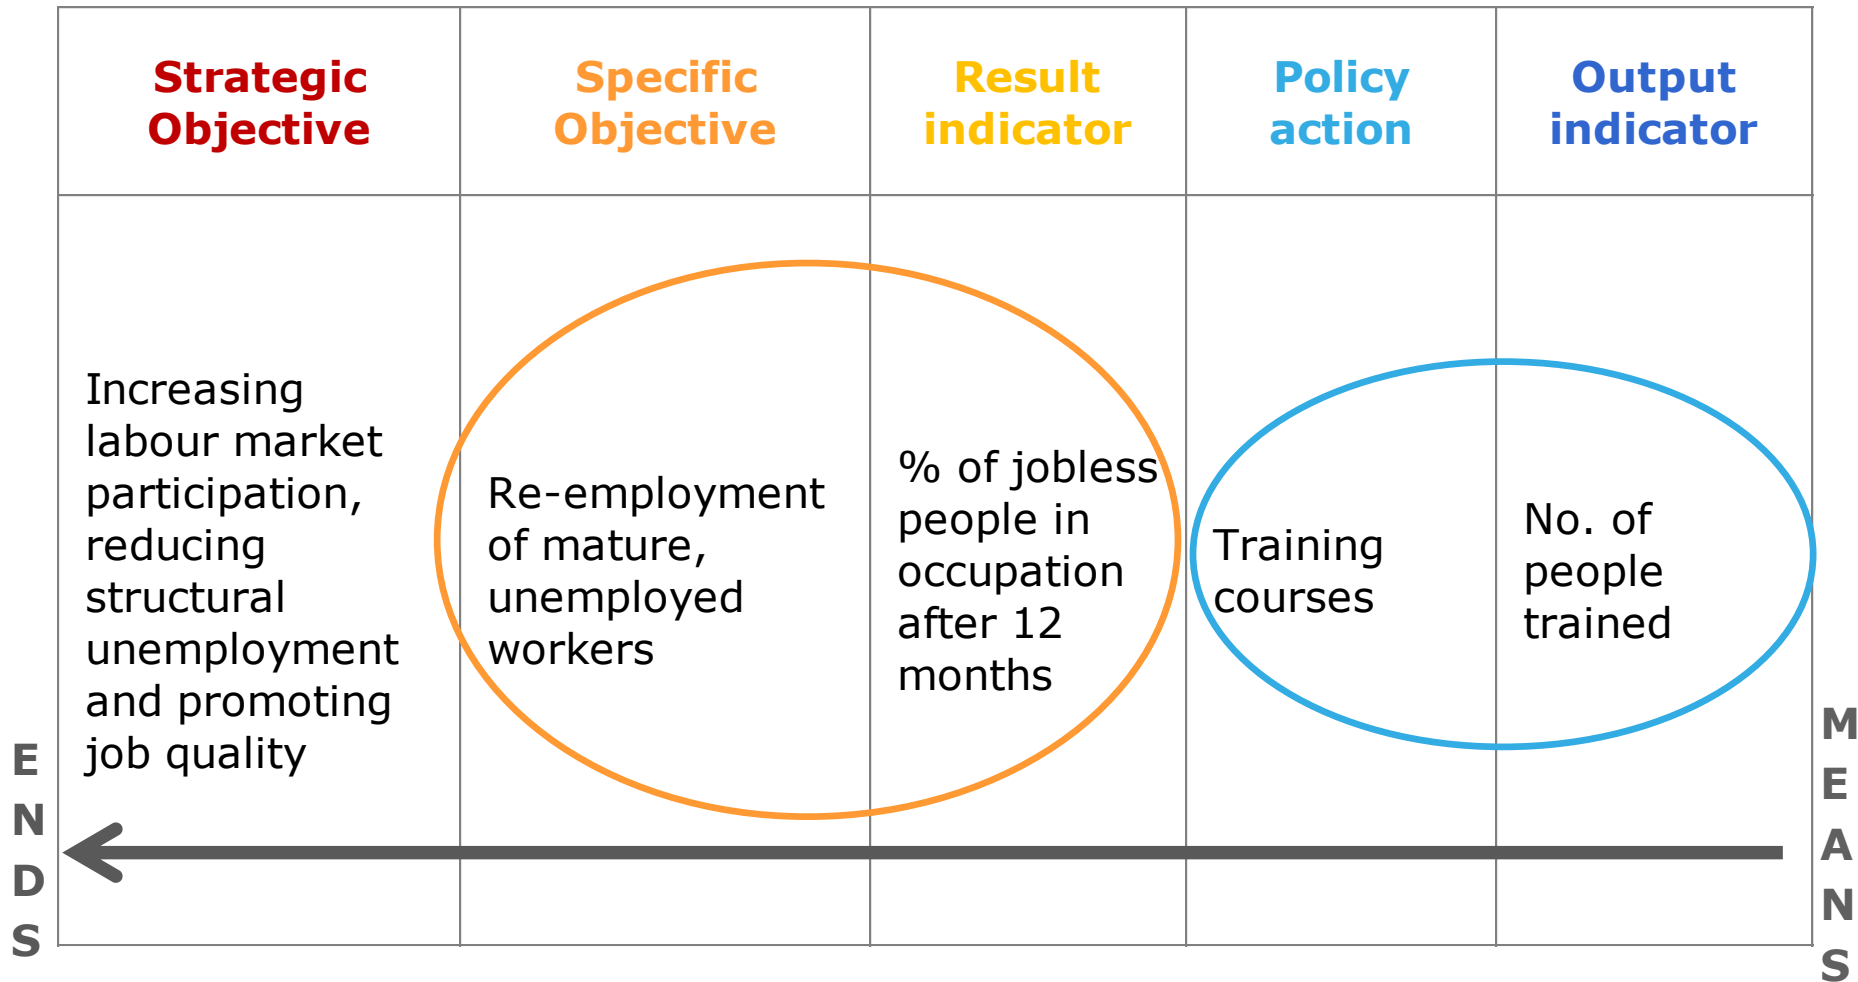 Strategic
Objective
Specific
Objective
Result
indicator
Policy
action
Output
indicator
Increasing
labour market
participation,
reducing
structural
unemployment
and promoting
job quality
Re-employment
of mature,
unemployed
workers
% of jobless
people in
occupation
after 12
months
Training
courses
No. of
people
trained
ENDS
MEANS